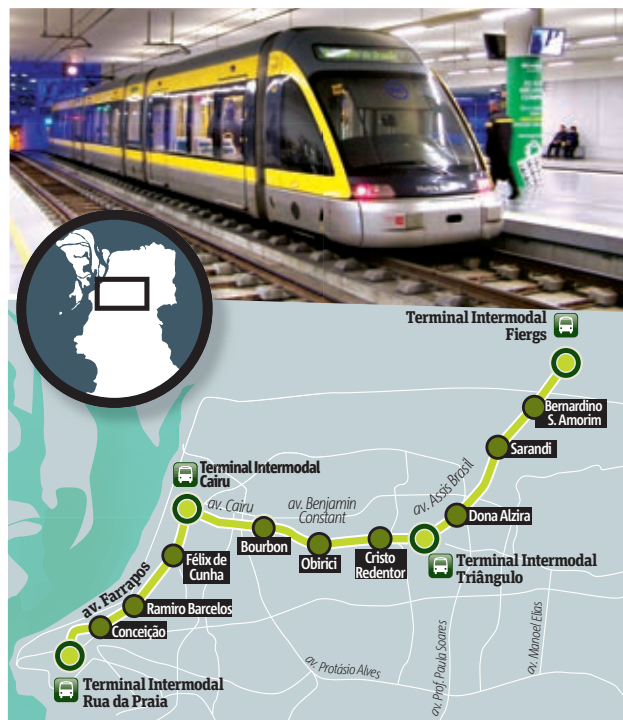 Terminal Intermodal
Fiergs
Bernardino
S. Amorim
Sarandi
av. Assis Brasil
Dona Alzira
Terminal Intermodal
Cairu
av. Cairu
av. Benjamin
Constant
Bourbon
Obirici
Cristo
Redentor
Terminal Intermodal
Triângulo
Félix de
Cunha
av. Farrapos
Ramiro Barcelos
Conceição
av. Protásio Alves
av. Prof. Paula Soares
av. Manoel Elias
Terminal Intermodal
Rua da Praia